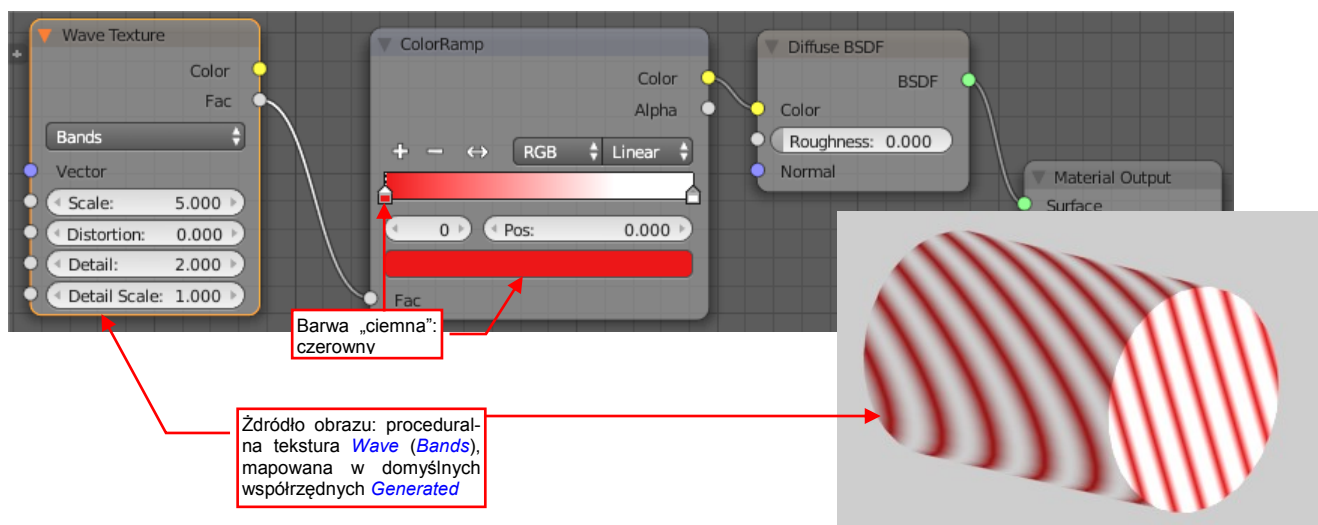 Wave Texture
Color
Fac
Bands
Vector
Scale: 5.000
Distortion: 0.000
Detail: 2.000
Detail Scale: 1.000
ColorRamp
Color
Alpha
RGB Linear
0 Pos: 0.000
Fac
Diffuse BSDF
BSDF
Color
Roughness: 0.000
Normal
Material Output
Surface
Barwa „ciemna”:
czerowny
Żdródło obrazu: procedural-
na tekstura Wave (Bands),
mapowana w domyślnych
współrzędnych Generated